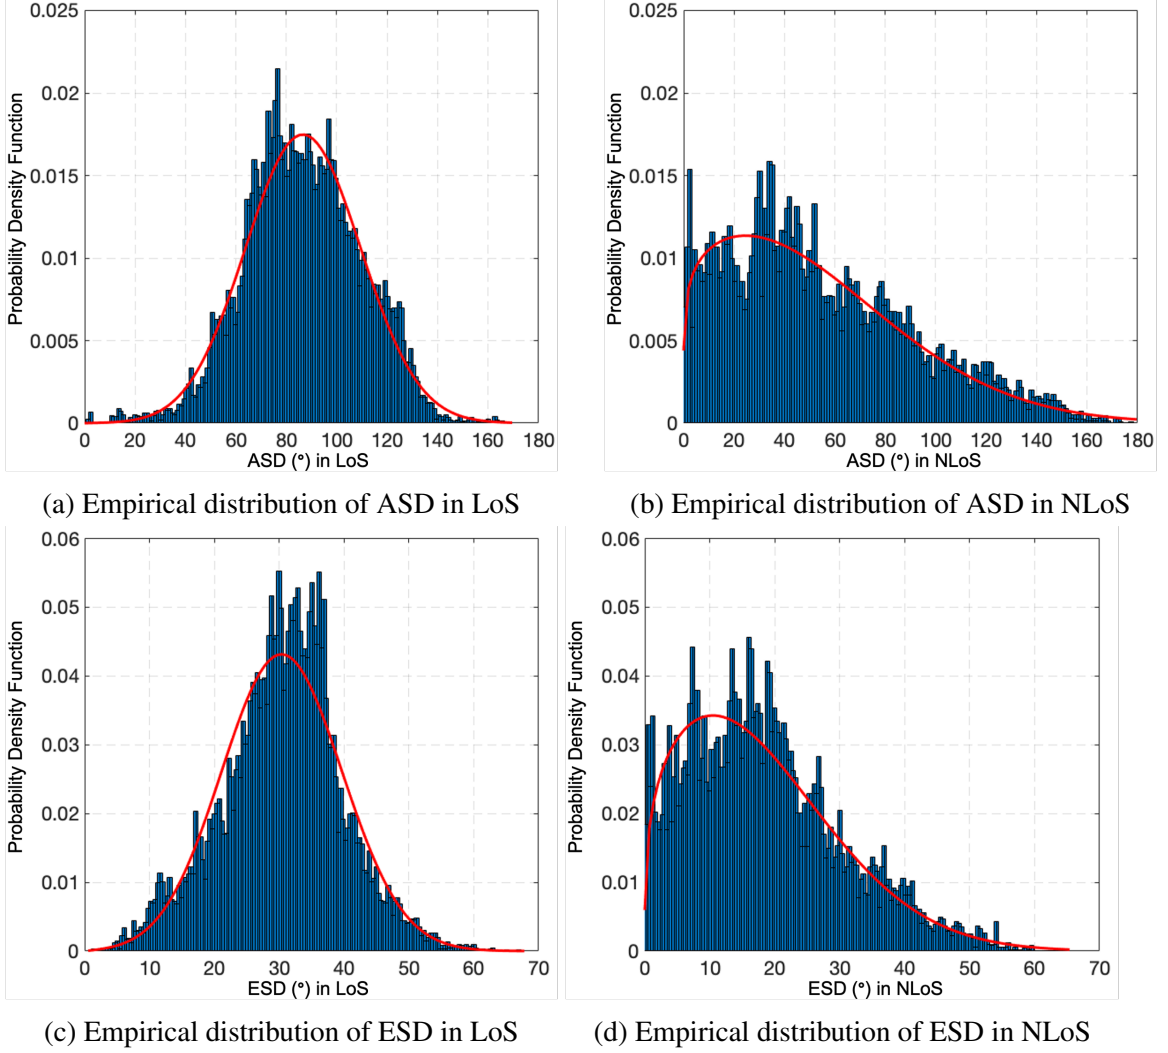 0.025
0.02
0.015
0.01
0.005
0
Probability Density Function
0 20 40 60 80 100 120 140 160 180
ASD (°) in LoS
(a) Empirical distribution of ASD in LoS
0.025
0.02
0.015
0.01
0.005
0
Probability Density Function
0 20 40 60 80 100 120 140 160 180
ASD (°) in NLoS
(b) Empirical distribution of ASD in NLoS
0.06
0.05
0.04
0.03
0.02
0.01
0
Probability Density Function
0 10 20 30 40 50 60 70
ESD (°) in LoS
(c) Empirical distribution of ESD in LoS
0.06
0.05
0.04
0.03
0.02
0.01
0
Probability Density Function
0 10 20 30 40 50 60 70
ESD (°) in NLoS
(d) Empirical distribution of ESD in NLoS